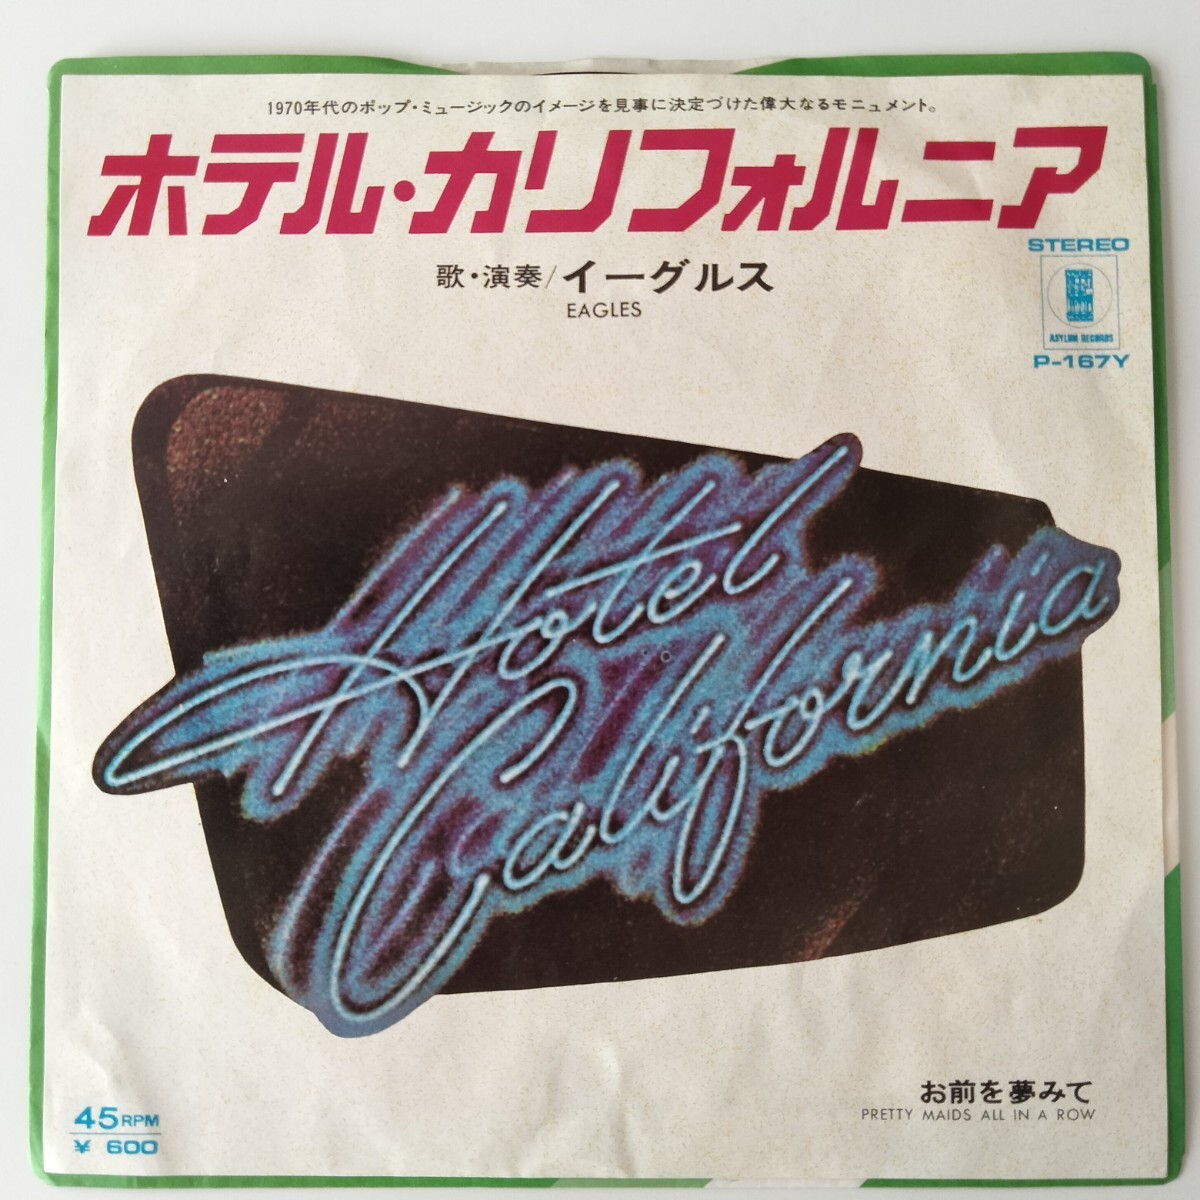 1970年代のポップ・ミュージックのイメージを見事に決定づけた偉大なるモニュメント。
ホテル・カリフォルニア
歌・演奏/イーグルス
EAGLES
STEREO
ASYLUM RECORDS
P-167Y
Hotel
California
お前を夢みて
PRETTY MAIDS ALL IN A ROW
45RPM
¥ 600